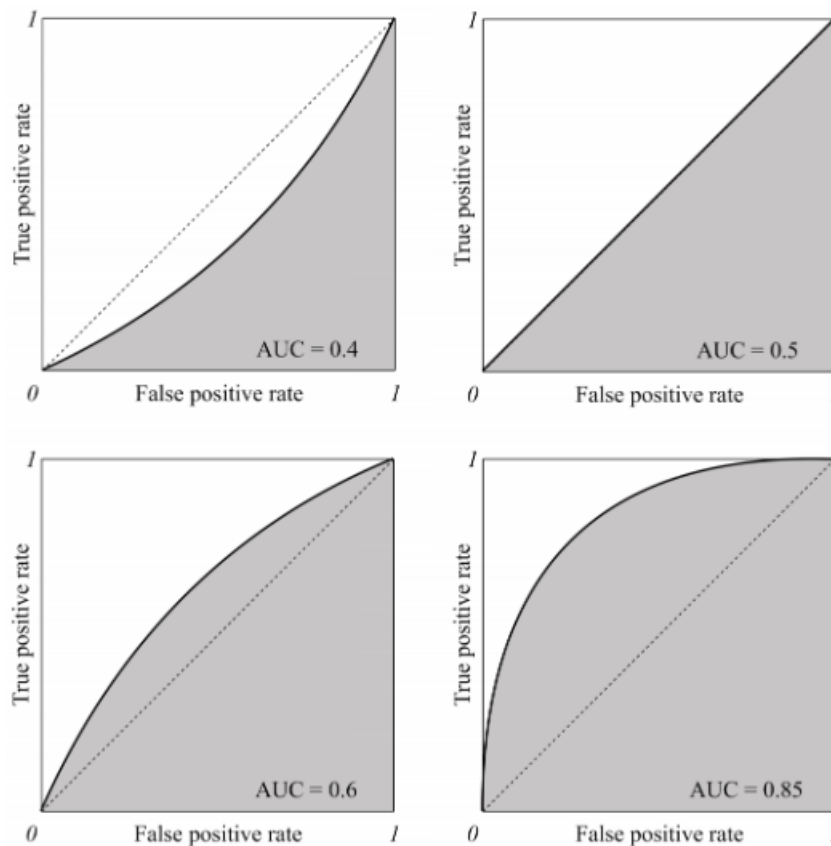 1
True positive rate
AUC = 0.4
0
False positive rate
1
1
True positive rate
AUC = 0.5
0
False positive rate
1
True positive rate
AUC = 0.6
0
False positive rate
1
1
True positive rate
AUC = 0.85
0
False positive rate